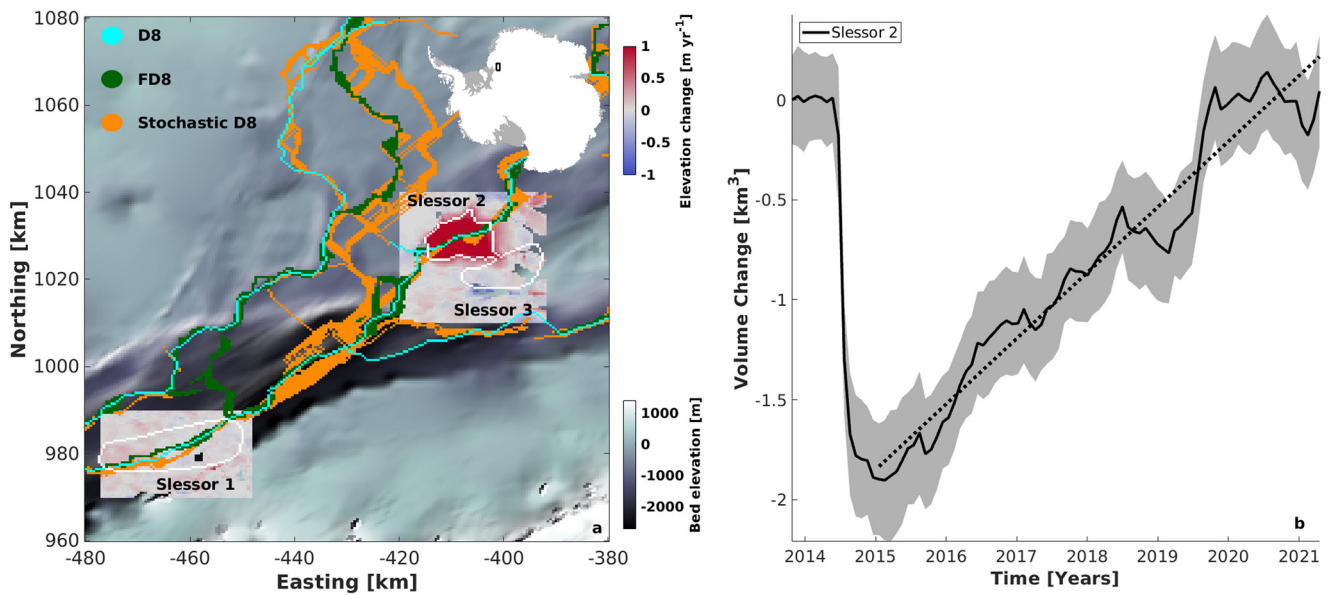 1080
1060
1040
1020
1000
980
960
Northing [km]
-480
-460
-440
-420
-400
-380
Easting [km]
D8
FD8
Stochastic D8
Slessor 2
Slessor 3
Slessor 1
a
1
0.5
0
-0.5
-1
Elevation change [m yr⁻¹]
1000
0
-1000
-2000
Bed elevation [m]
Slessor 2
0
-0.5
-1
-1.5
-2
Volume Change [km³]
2014
2015
2016
2017
2018
2019
2020
2021
Time [Years]
b